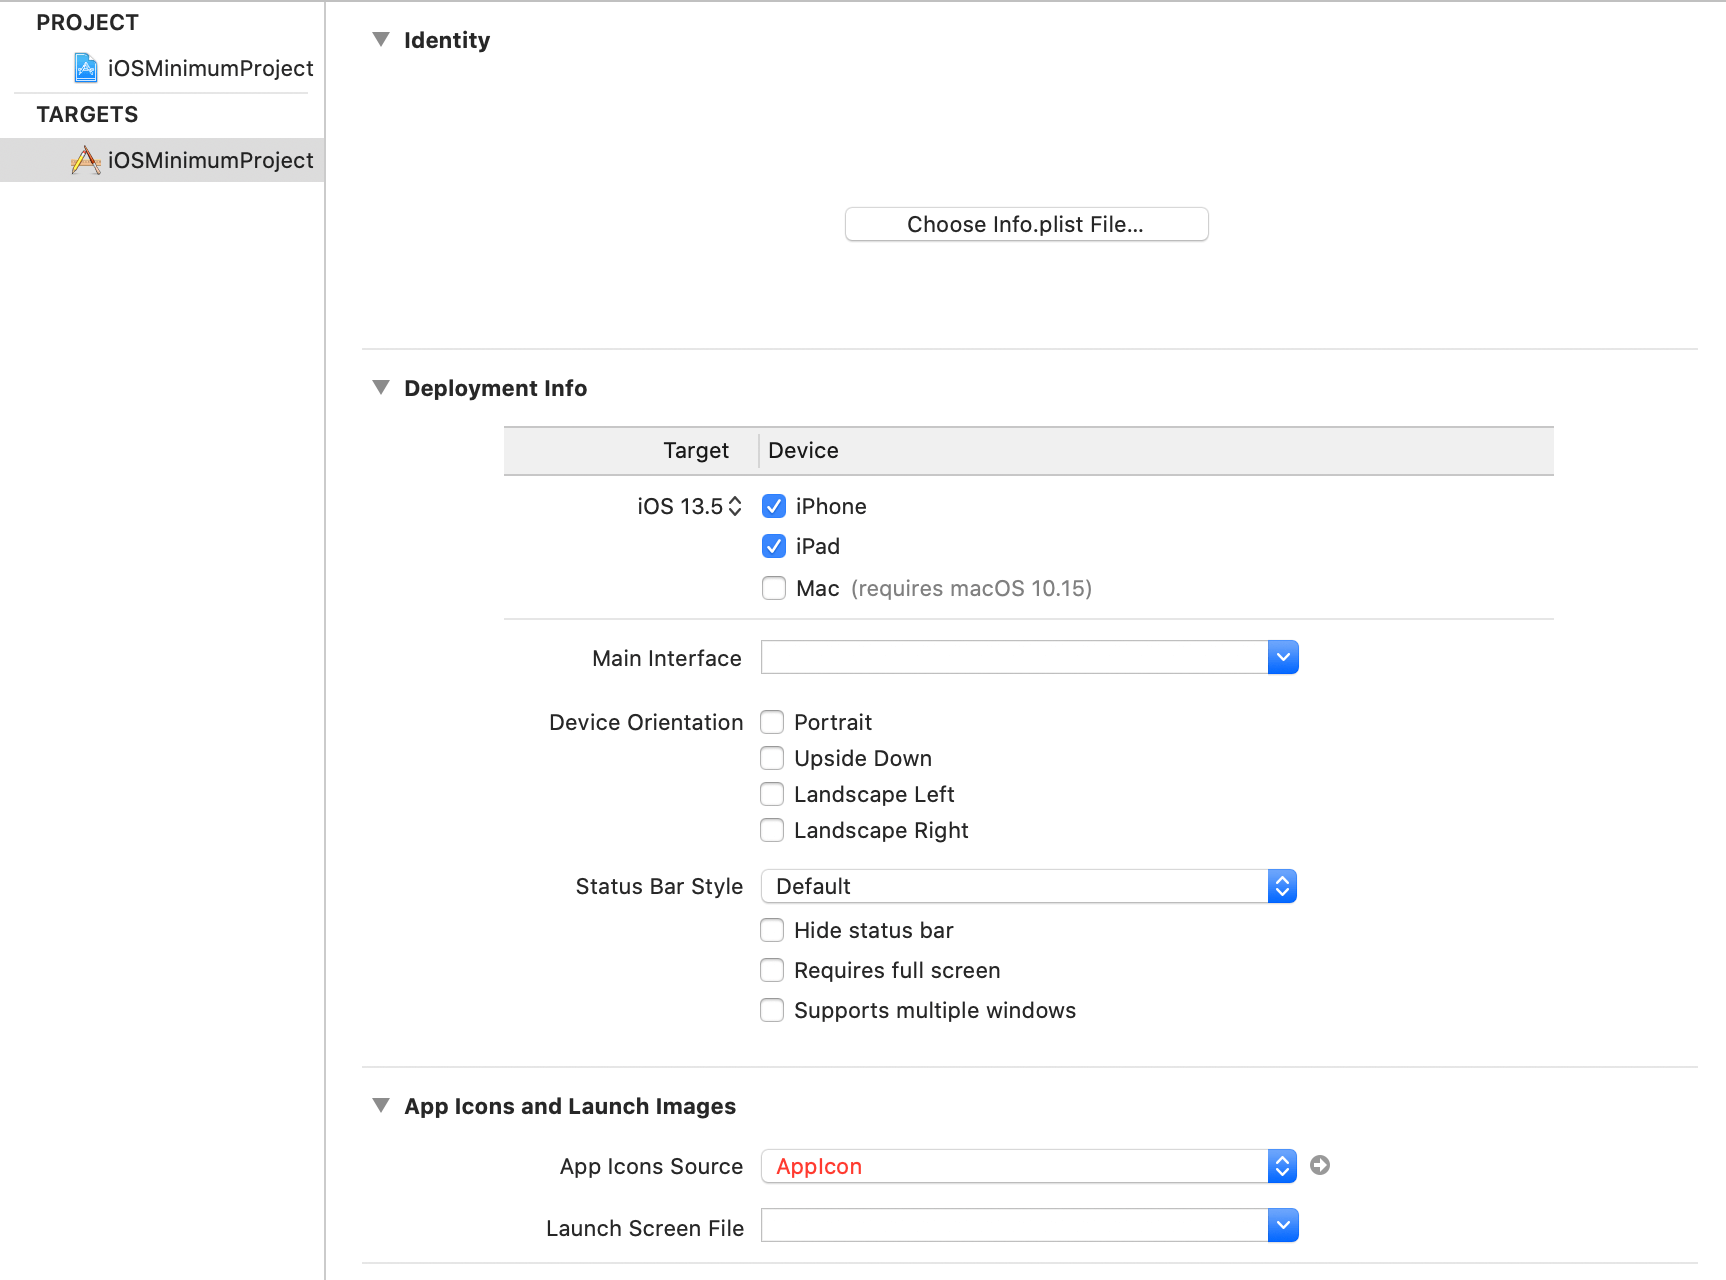 PROJECT
iOSMinimumProject
TARGETS
iOSMinimumProject
Identity
Choose Info.plist File...
Deployment Info
Target Device
iOS 13.5 iPhone
iPad
Mac (requires macOS 10.15)
Main Interface
Device Orientation Portrait
Upside Down
Landscape Left
Landscape Right
Status Bar Style Default
Hide status bar
Requires full screen
Supports multiple windows
App Icons and Launch Images
App Icons Source AppIcon
Launch Screen File